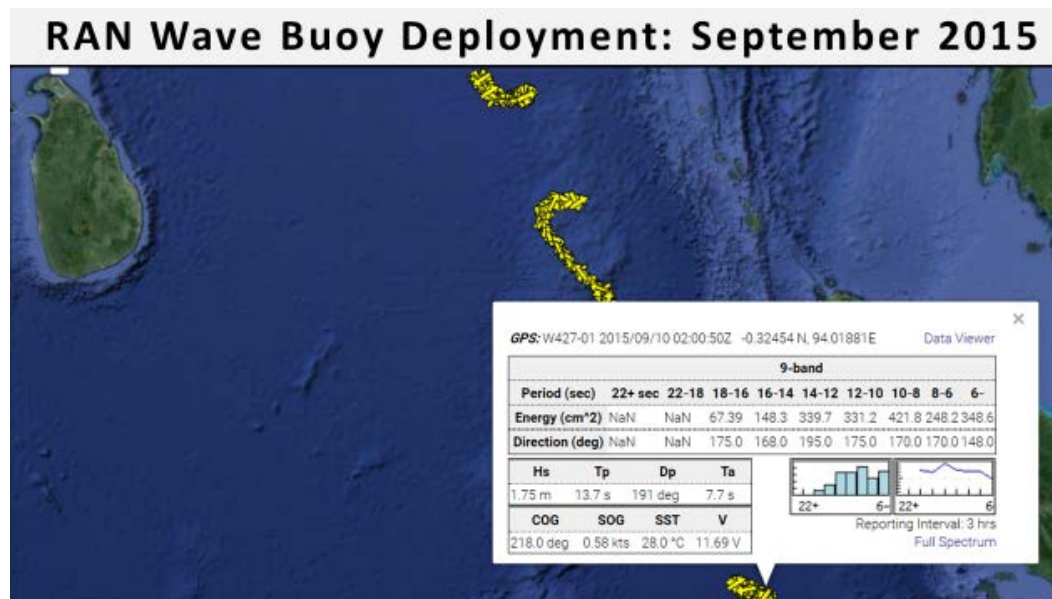 RAN Wave Buoy Deployment: September 2015
GPS: W427-01 2015/09/10 02:00:50Z -0.32454 N, 94.01881E Data Viewer
×
9-band
Period (sec) 22+ sec 22-18 18-16 16-14 14-12 12-10 10-8 8-6 6-
Energy (cm^2) NaN NaN 67.39 148.3 339.7 331.2 421.8 248.2 348.6
Direction (deg) NaN NaN 175.0 168.0 195.0 175.0 170.0 170.0 148.0
Hs Tp Dp Ta
1.75 m 13.7 s 191 deg 7.7 s
COG SOG SST V
218.0 deg 0.58 kts 28.0 °C 11.69 V
22+ 6- 22+ 6
Reporting Interval: 3 hrs
Full Spectrum